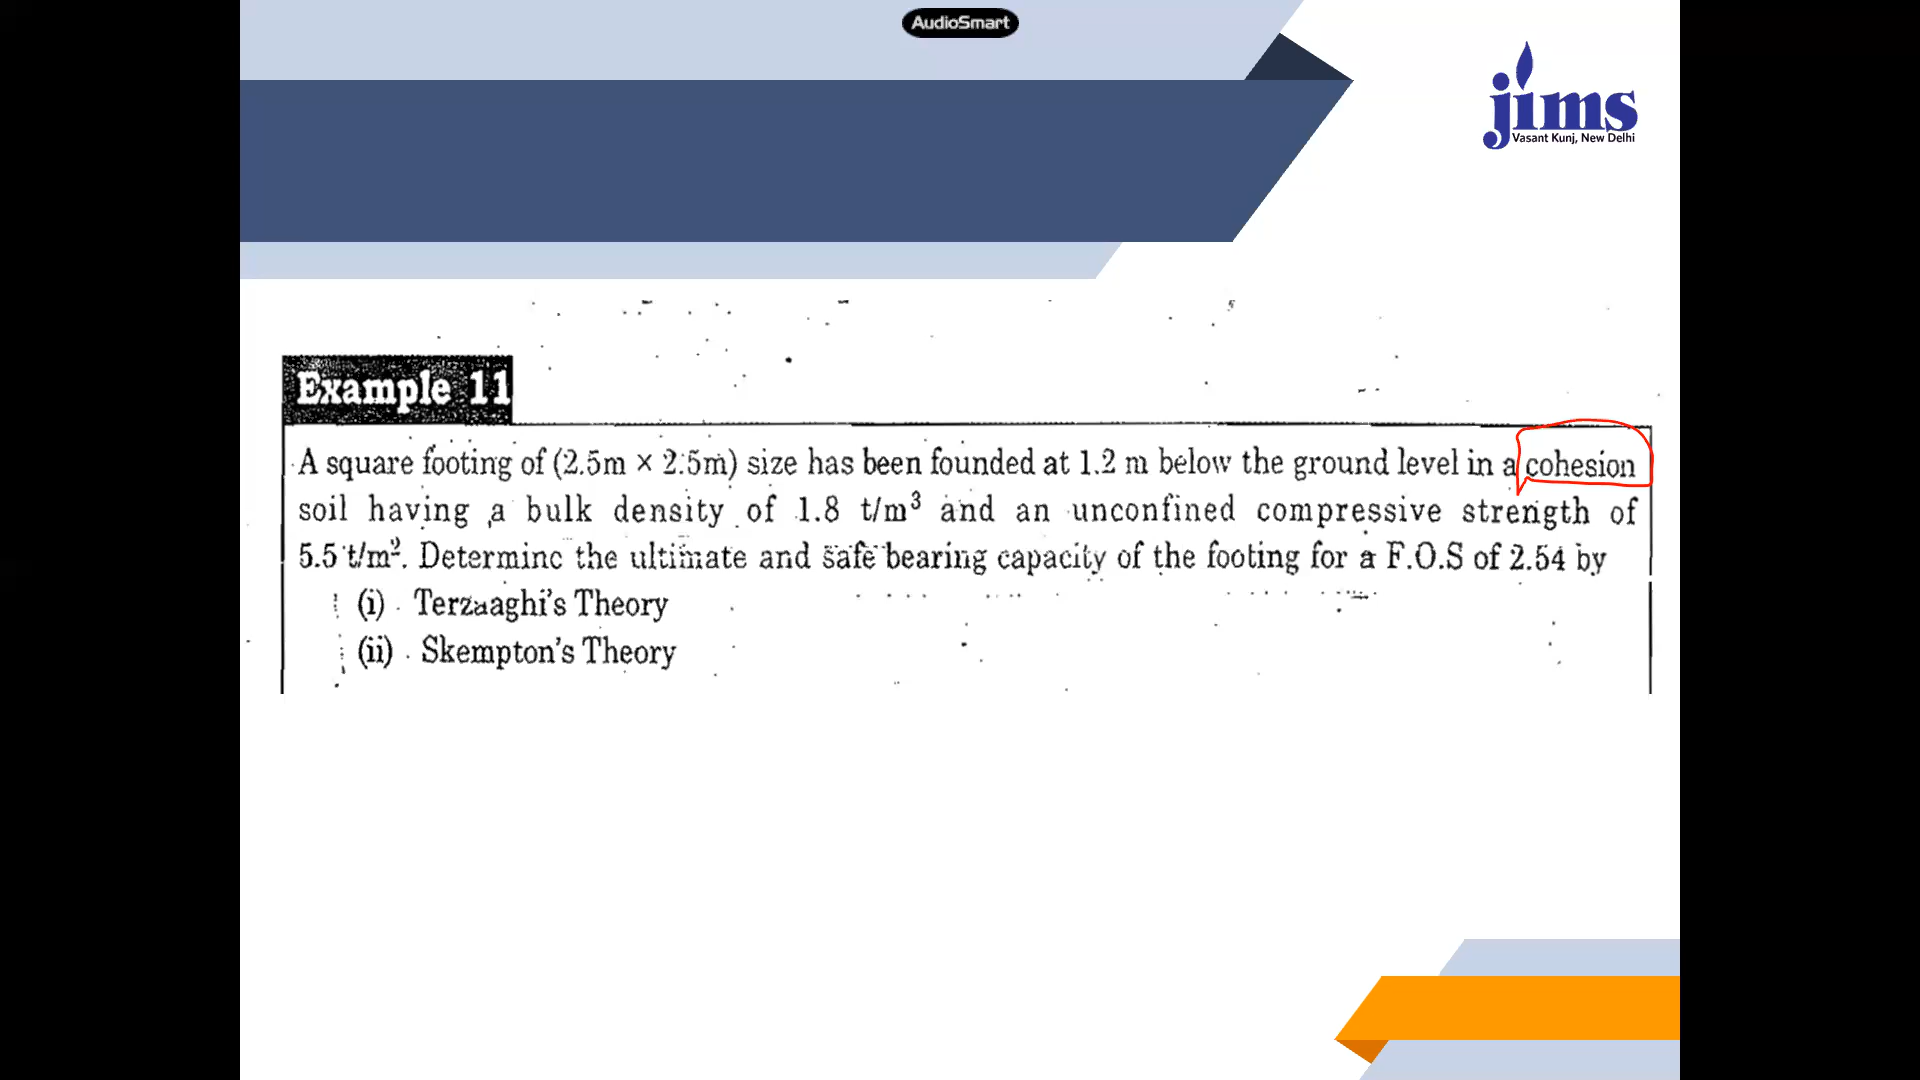 AudioSmart
jims
Vasant Kunj, New Delhi
Example 11
A square footing of (2.5m × 2.5m) size has been founded at 1.2 m below the ground level in a cohesion
soil having a bulk density of 1.8 t/m³ and an unconfined compressive strength of
5.5 t/m². Determine the ultimate and safe bearing capacity of the footing for a F.O.S of 2.54 by
(i) Terzaaghi's Theory
(ii) Skempton's Theory